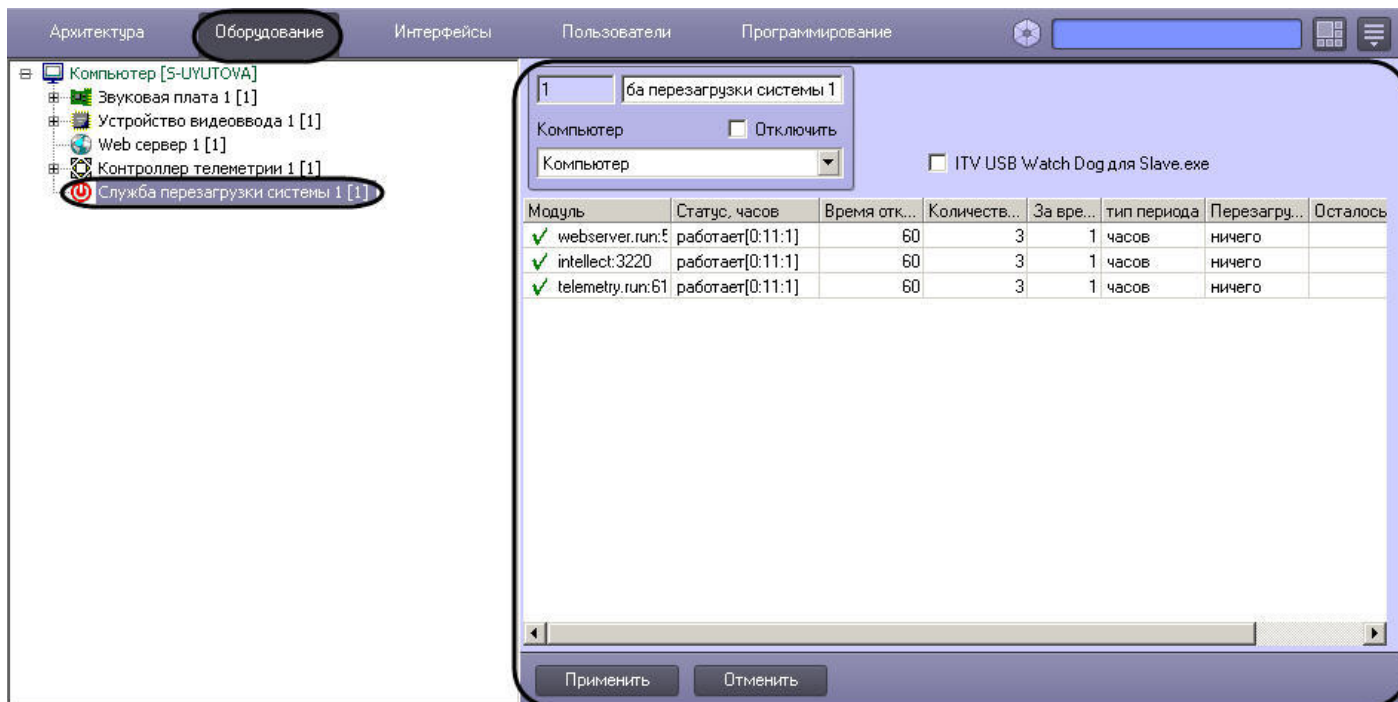 Архитектура Оборудование Интерфейсы Пользователи Программирование
Компьютер [S-UYUTOVA]
Звуковая плата 1 [1]
Устройство видеоввода 1 [1]
Web сервер 1 [1]
Контроллер телеметрии 1 [1]
Служба перезагрузки системы 1 [1]
1 ба перезагрузки системы 1
Компьютер Отключить
Компьютер ITV USB Watch Dog для Slave.exe
Модуль Статус, часов Время отк... Количеств... За вре... тип периода Перезагру... Осталось
webserver.run:5 работает[0:11:1] 60 3 1 часов ничего
intellect:3220 работает[0:11:1] 60 3 1 часов ничего
telemetry.run:61 работает[0:11:1] 60 3 1 часов ничего
Применить Отменить